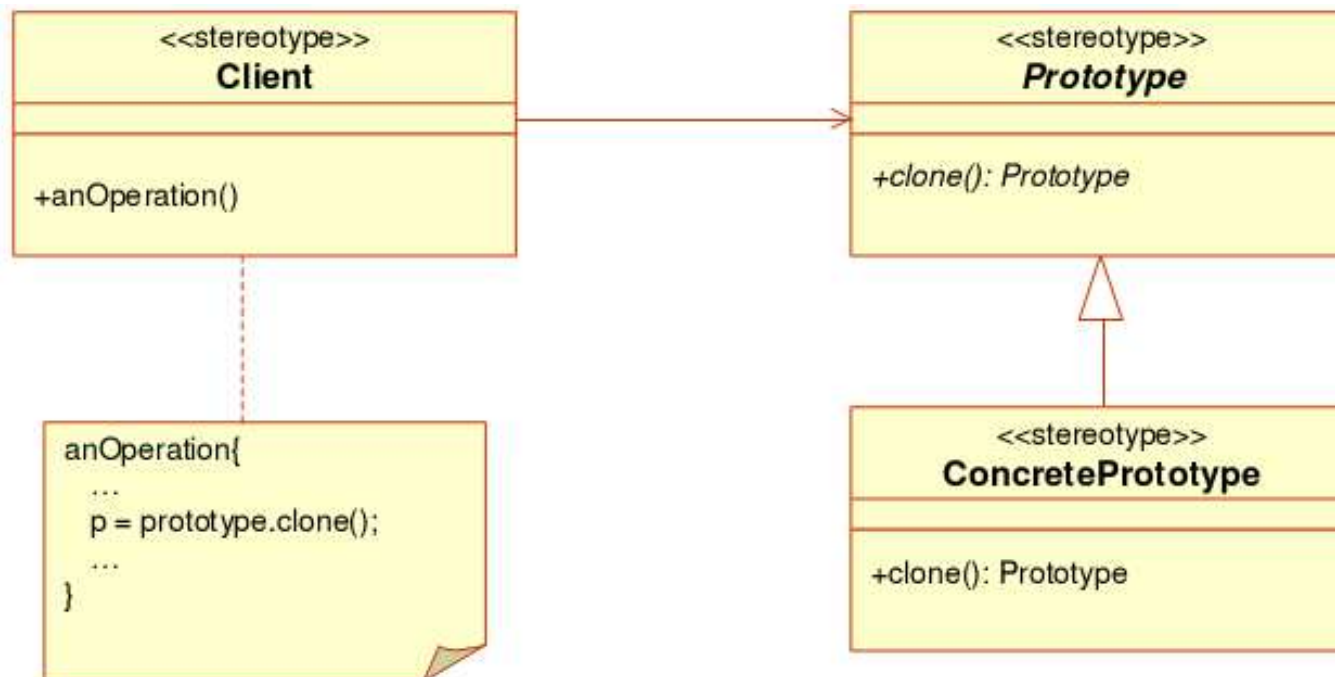 <<stereotype>>
Client
+anOperation()
<<stereotype>>
Prototype
+clone(): Prototype
anOperation{
...
p = prototype.clone();
...
}
<<stereotype>>
ConcretePrototype
+clone(): Prototype